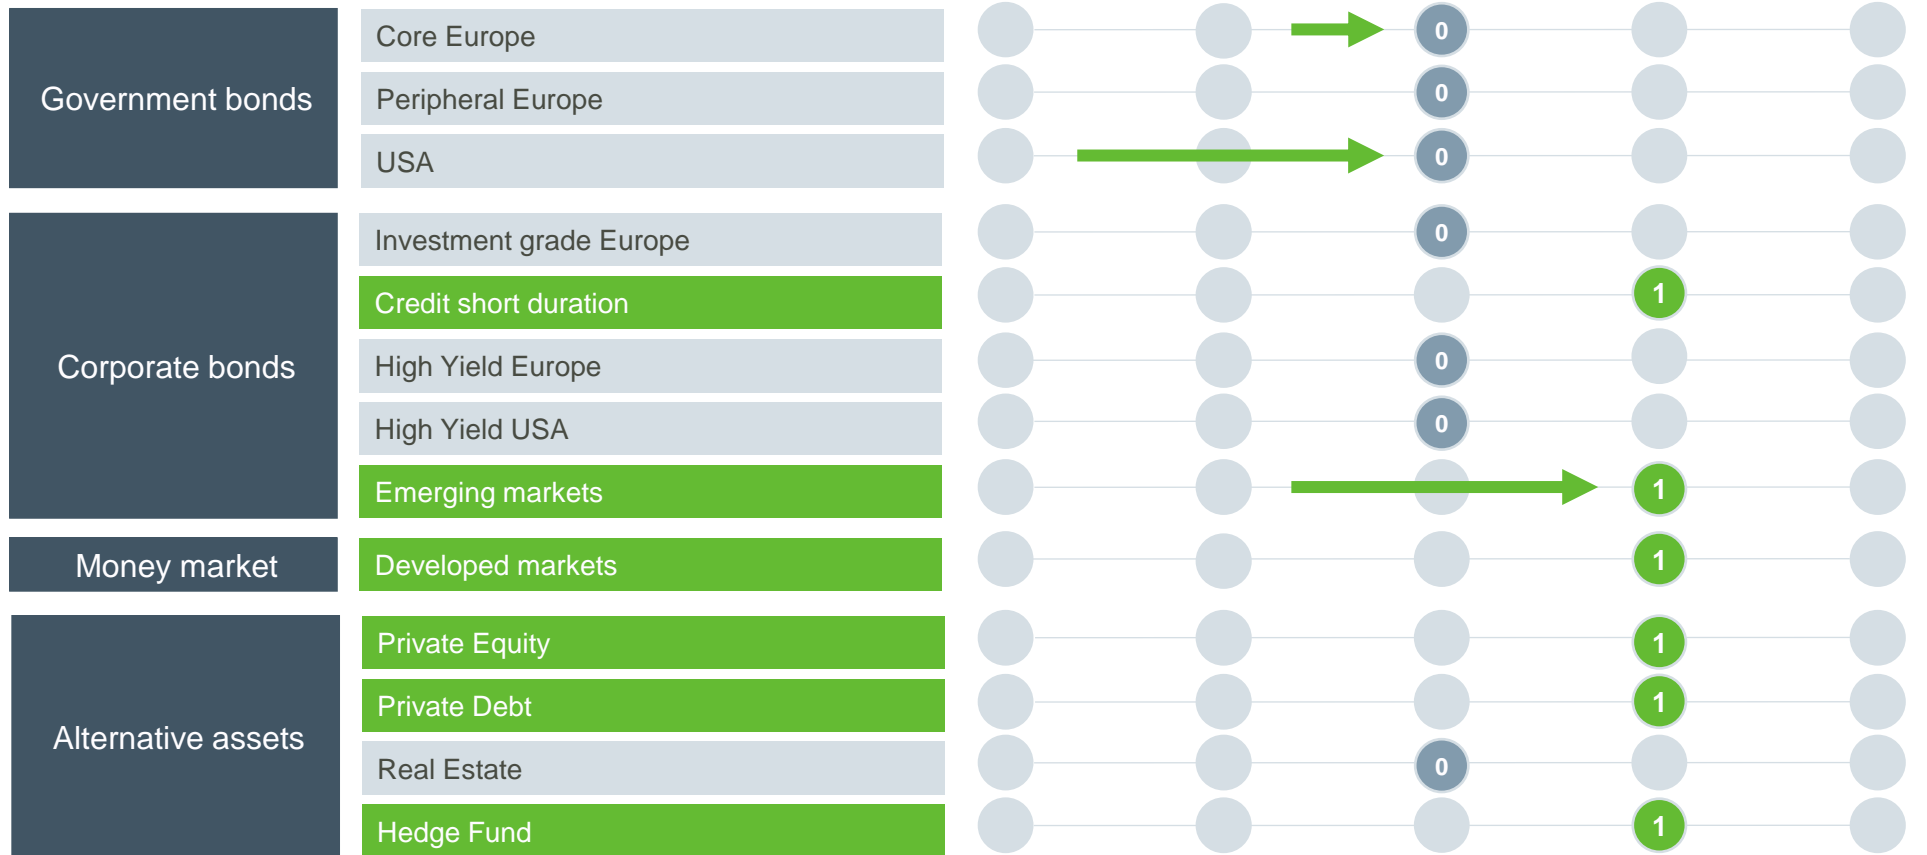 Government bonds
Core Europe
0
Peripheral Europe
0
USA
0
Corporate bonds
Investment grade Europe
0
Credit short duration
1
High Yield Europe
0
High Yield USA
0
Emerging markets
1
Money market
Developed markets
1
Alternative assets
Private Equity
1
Private Debt
1
Real Estate
0
Hedge Fund
1